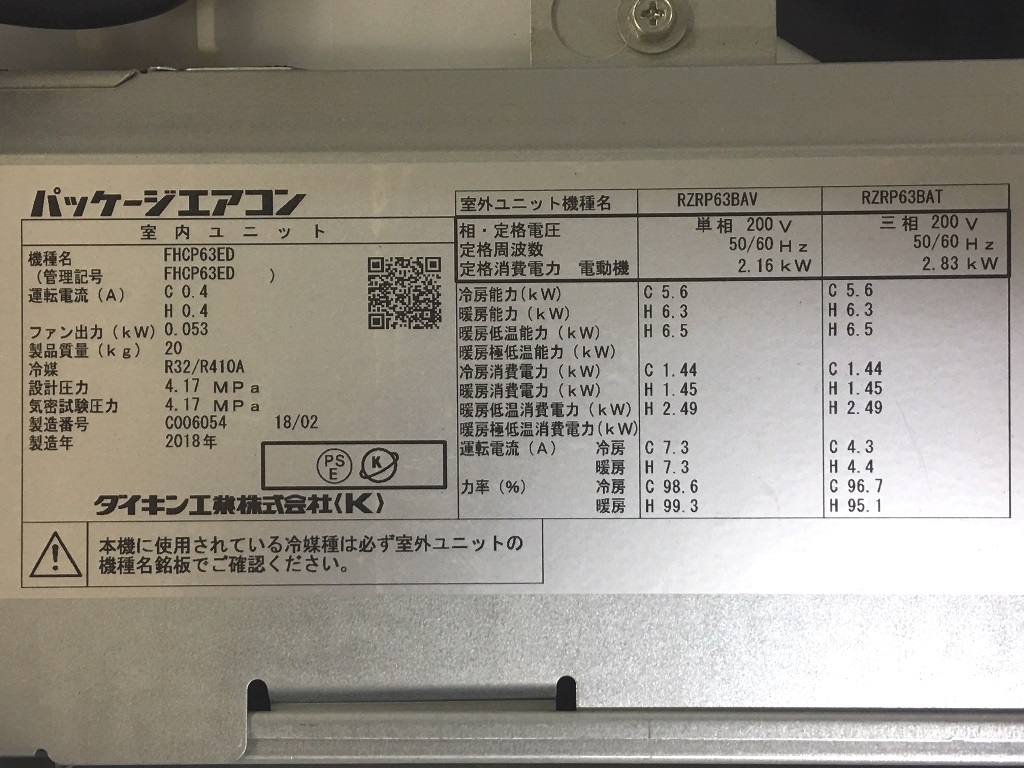 パッケージエアコン
室内ユニット
機種名 FHCP63ED
（管理記号 FHCP63ED ）
運転電流（A） C 0.4
H 0.4
ファン出力（kW） 0.053
製品質量（kg） 20
冷媒 R32/R410A
設計圧力 4.17 MPa
気密試験圧力 4.17 MPa
製造番号 C006054 18/02
製造年 2018年
PS E K
ダイキン工業株式会社〈K〉
室外ユニット機種名 RZRP63BAV RZRP63BAT
相・定格電圧 単相 200 V 三相 200 V
定格周波数 50/60 Hz 50/60 Hz
定格消費電力 電動機 2.16 kW 2.83 kW
冷房能力(kW) C 5.6 C 5.6
暖房能力(kW) H 6.3 H 6.3
暖房低温能力(kW) H 6.5 H 6.5
暖房極低温能力(kW)
冷房消費電力(kW) C 1.44 C 1.44
暖房消費電力(kW) H 1.45 H 1.45
暖房低温消費電力(kW) H 2.49 H 2.49
暖房極低温消費電力(kW)
運転電流(A) 冷房 C 7.3 C 4.3
暖房 H 7.3 H 4.4
力率(%) 冷房 C 98.6 C 96.7
暖房 H 99.3 H 95.1
本機に使用されている冷媒種は必ず室外ユニットの
機種名銘板でご確認ください。